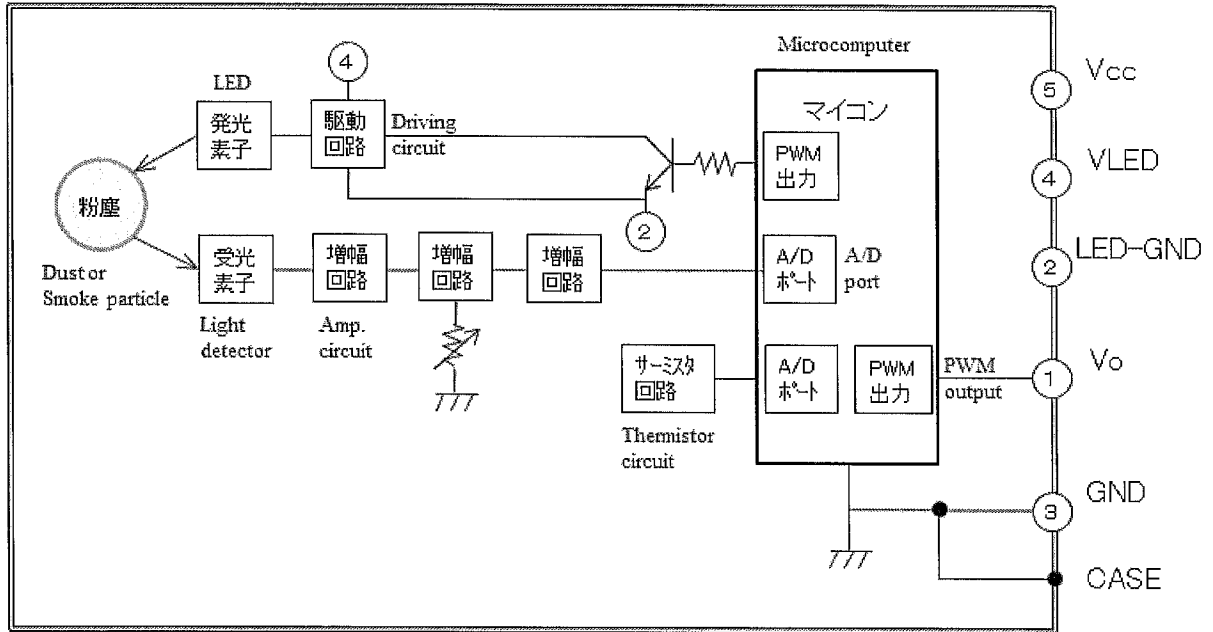 Microcomputer
マイコン
LED
発光
素子
④
駆動
回路
Driving
circuit
PWM
出力
②
粉塵
Dust or
Smoke particle
受光
素子
Light
detector
増幅
回路
Amp.
circuit
増幅
回路
増幅
回路
A/D
ポート
A/D
port
サーミスタ
回路
Thermistor
circuit
A/D
ポート
PWM
出力
PWM
output
⑤ Vcc
④ VLED
② LED-GND
① Vo
③ GND
CASE